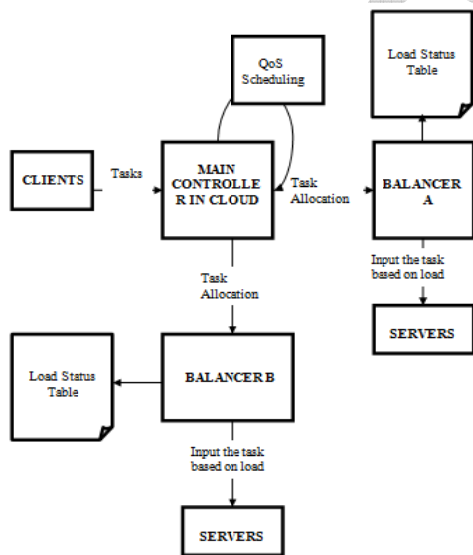 QoS
Scheduling
Load Status
Table
CLIENTS
Tasks
MAIN
CONTROLLE
R IN CLOUD
Task
Allocation
BALANCER
A
Input the task
based on load
SERVERS
Task
Allocation
Load Status
Table
BALANCER B
Input the task
based on load
SERVERS